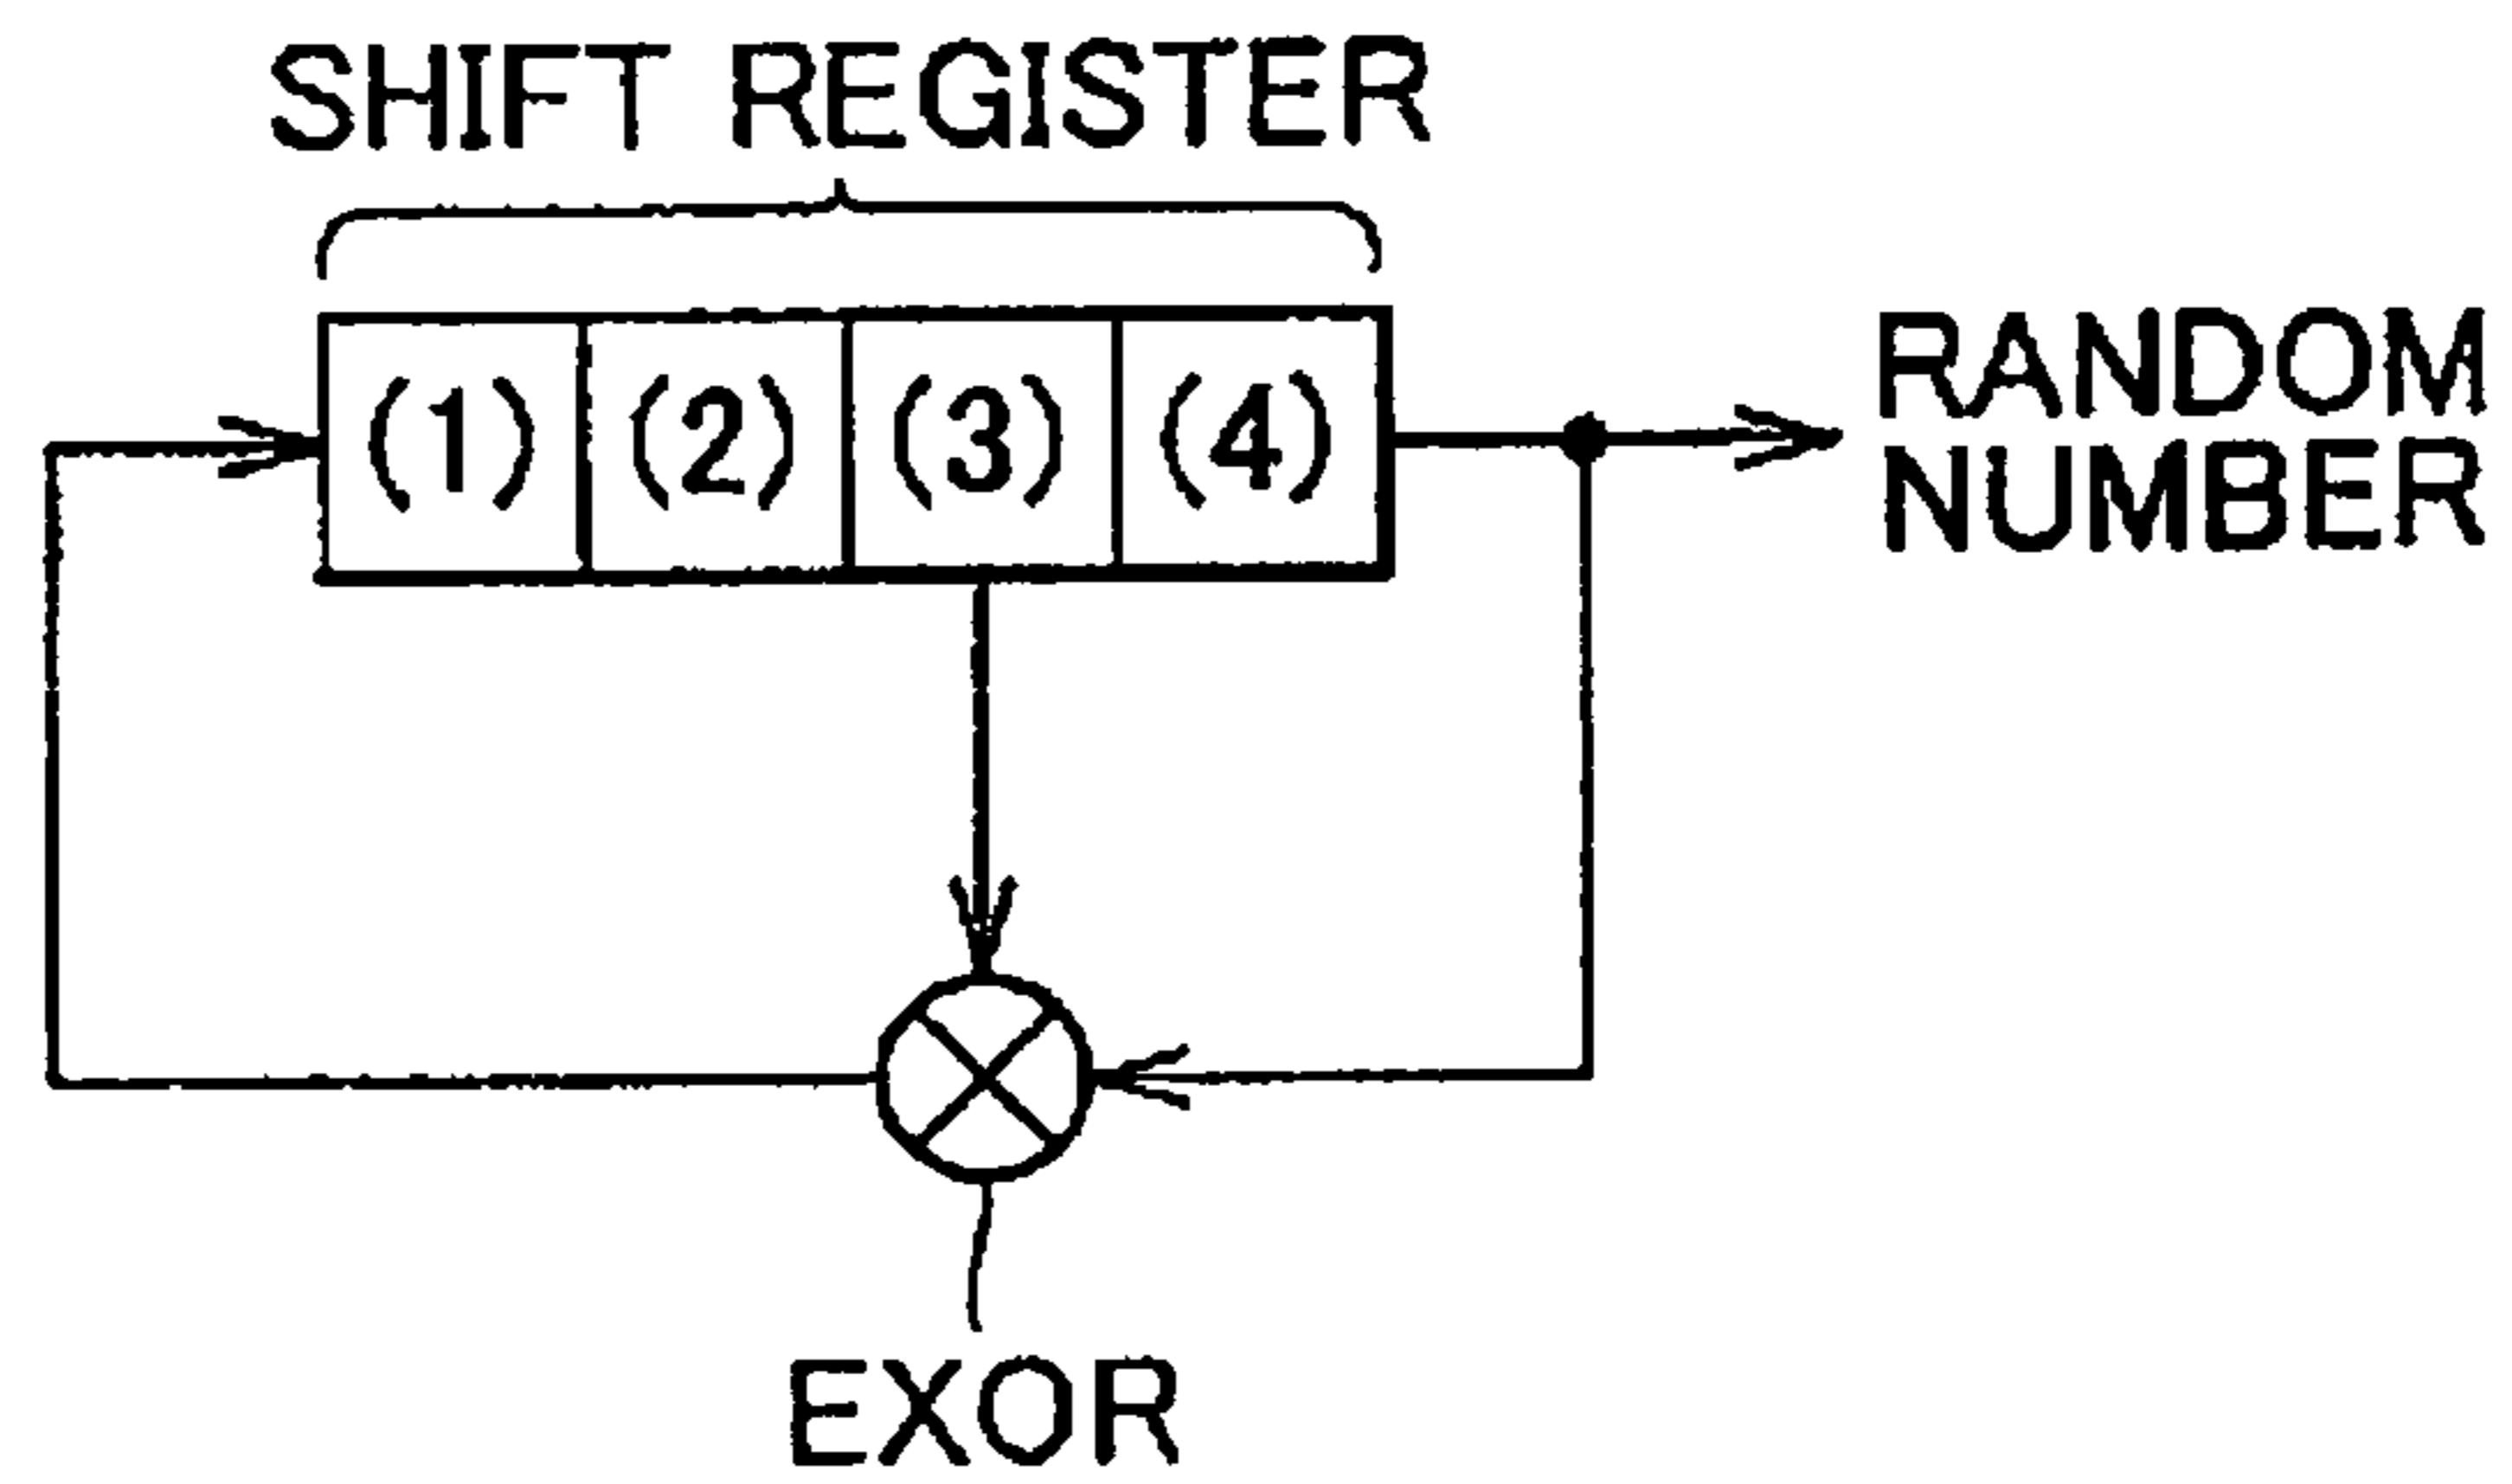 SHIFT REGISTER
(1) (2) (3) (4)
RANDOM
NUMBER
EXOR